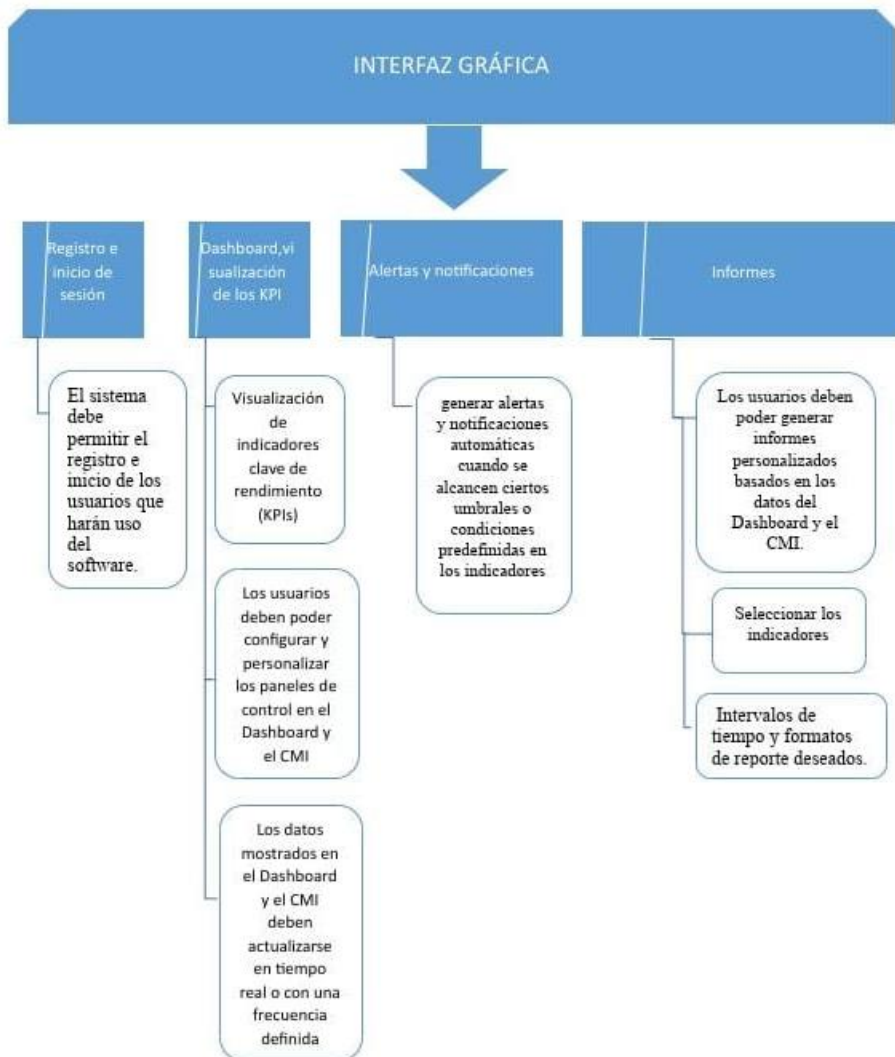 INTERFAZ GRÁFICA
Registro e
inicio de
sesión
El sistema
debe
permitir el
registro e
inicio de los
usuarios que
harán uso
del
software.
Dashboard,vi
sualización
de los KPI
Visualización
de
indicadores
clave de
rendimiento
(KPIs)
Los usuarios
deben poder
configurar y
personalizar
los paneles de
control en el
Dashboard y
el CMI
Los datos
mostrados en
el Dashboard
y el CMI
deben
actualizarse
en tiempo
real o con una
frecuencia
definida
Alertas y notificaciones
generar alertas
y notificaciones
automáticas
cuando se
alcancen ciertos
umbrales o
condiciones
predefinidas en
los indicadores
Informes
Los usuarios deben
poder generar
informes
personalizados
basados en los
datos del
Dashboard y el
CMI.
Seleccionar los
indicadores
Intervalos de
tiempo y formatos
de reporte deseados.